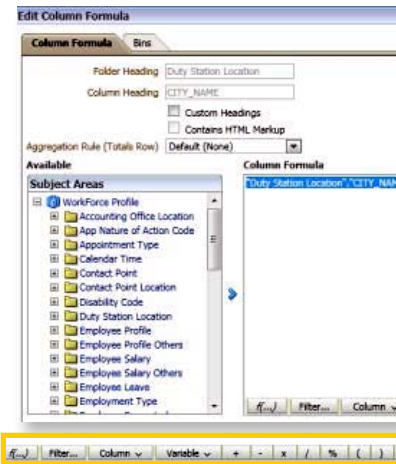 Edit Column Formula
Column Formula Bins
Folder Heading Duty Station Location
Column Heading CITY_NAME
Custom Headings
Contains HTML Markup
Aggregation Rule (Totals Row) Default (None)
Available Column Formula
Subject Areas "Duty Station Location"."CITY_NAM
WorkForce Profile
Accounting Office Location
App Nature of Action Code
Appointment Type
Calendar Time
Contact Point
Contact Point Location
Disability Code
Duty Station Location
Employee Profile
Employee Profile Others
Employee Salary
Employee Salary Others
Employee Leave
Employment Type
f(...) Filter... Column
f(...) Filter... Column Variable + - x / % ( )